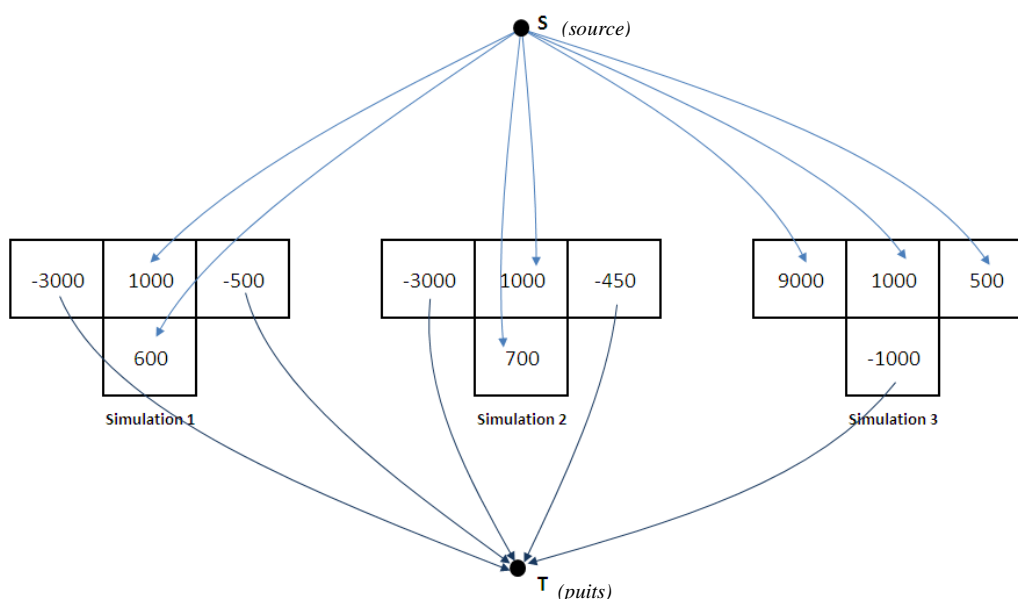 S (source)
-3000 1000 -500
-3000 1000 -450
9000 1000 500
600
700
-1000
Simulation 1
Simulation 2
Simulation 3
T (puits)